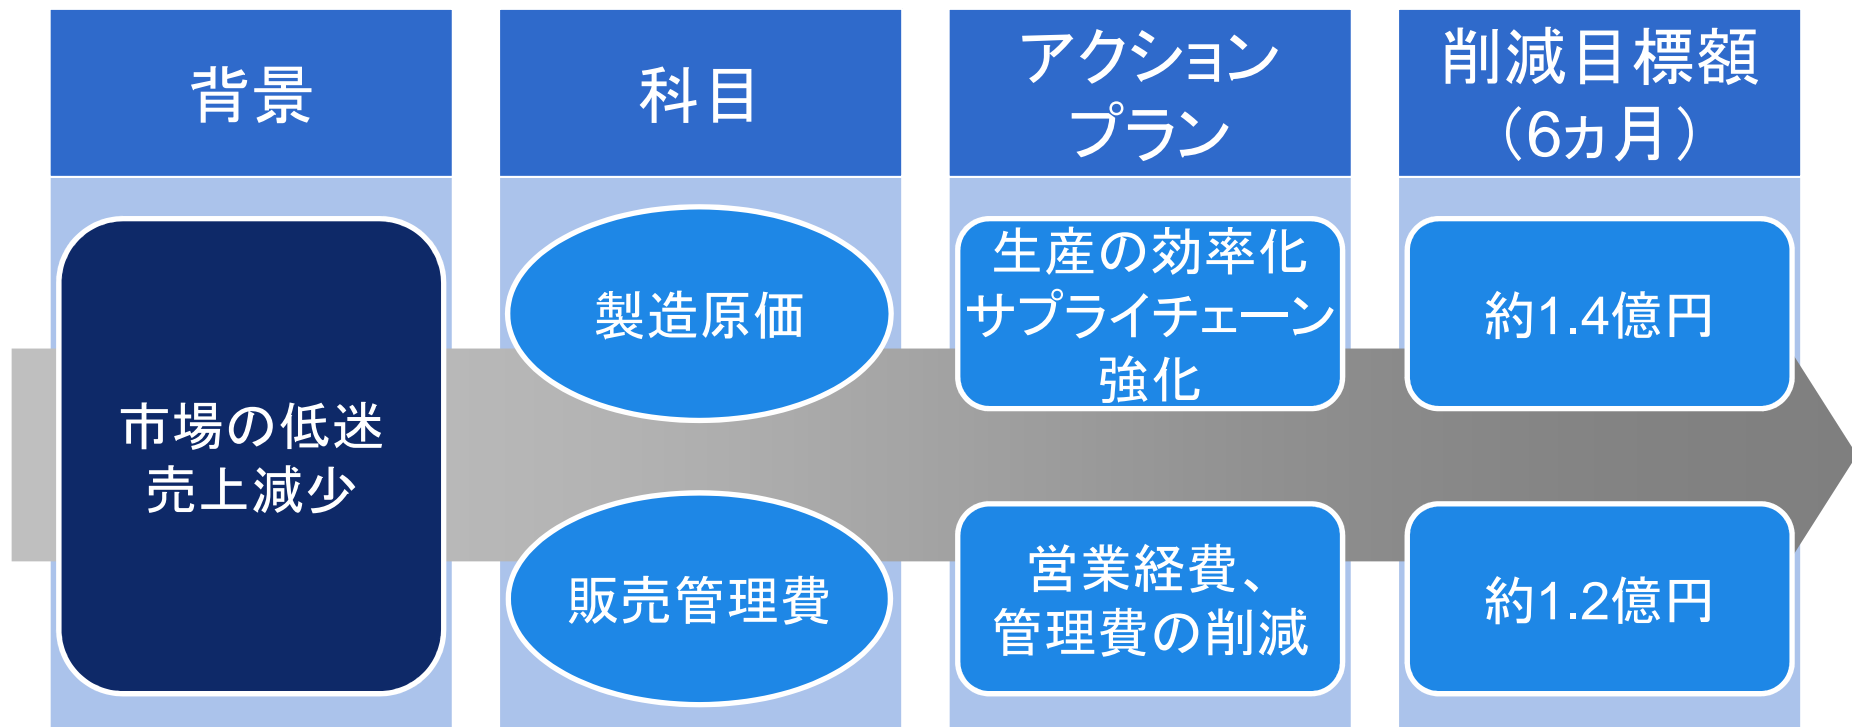 背景
科目
アクション
プラン
削減目標額
（6ヵ月）
市場の低迷
売上減少
製造原価
生産の効率化
サプライチェーン
強化
約1.4億円
販売管理費
営業経費、
管理費の削減
約1.2億円